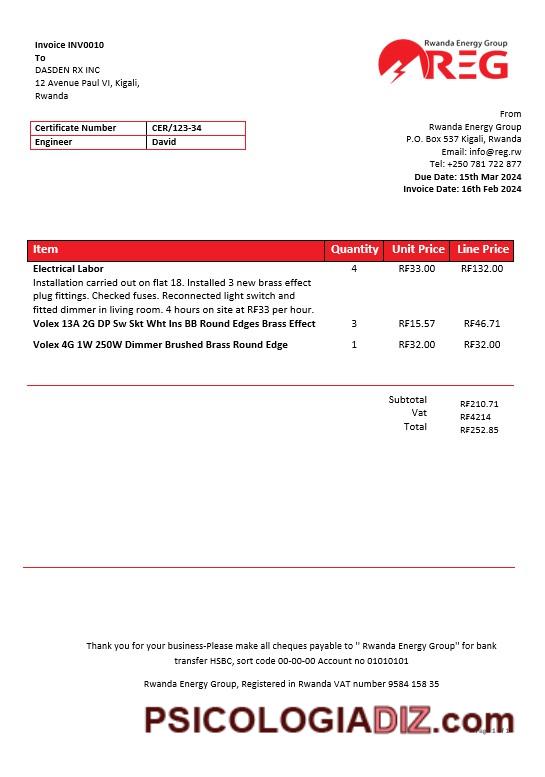 Invoice INV0010
To
DASDEN RX INC
12 Avenue Paul VI, Kigali,
Rwanda
Rwanda Energy Group
REG
Certificate Number CER/123-34
Engineer David
From
Rwanda Energy Group
P.O. Box 537 Kigali, Rwanda
Email: info@reg.rw
Tel: +250 781 722 877
Due Date: 15th Mar 2024
Invoice Date: 16th Feb 2024
Item Quantity Unit Price Line Price
Electrical Labor 4 RF33.00 RF132.00
Installation carried out on flat 18. Installed 3 new brass effect
plug fittings. Checked fuses. Reconnected light switch and
fitted dimmer in living room. 4 hours on site at RF33 per hour.
Volex 13A 2G DP Sw Skt Wht Ins BB Round Edges Brass Effect 3 RF15.57 RF46.71
Volex 4G 1W 250W Dimmer Brushed Brass Round Edge 1 RF32.00 RF32.00
Subtotal RF210.71
Vat RF4214
Total RF252.85
Thank you for your business-Please make all cheques payable to " Rwanda Energy Group" for bank
transfer HSBC, sort code 00-00-00 Account no 01010101
Rwanda Energy Group, Registered in Rwanda VAT number 9584 158 35
PSICOLOGIADIZ.com